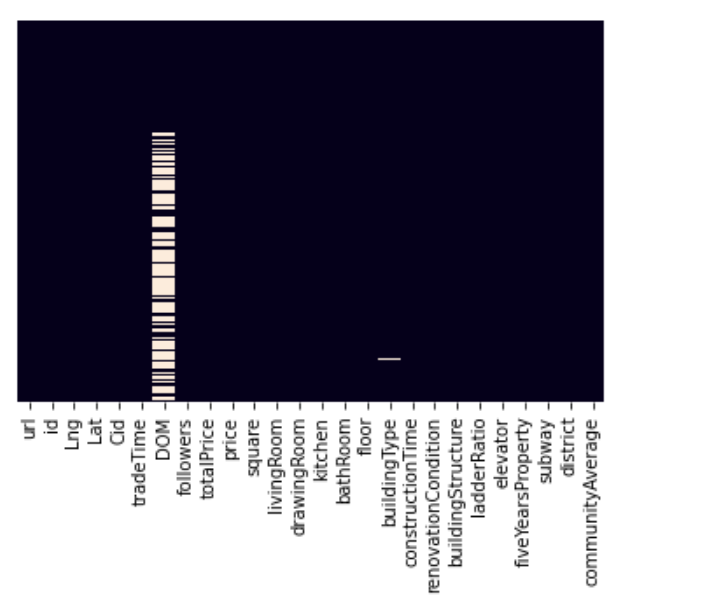 url
id
Lng
Lat
Cid
tradeTime
DOM
followers
totalPrice
price
square
livingRoom
drawingRoom
kitchen
bathRoom
floor
buildingType
constructionTime
renovationCondition
buildingStructure
ladderRatio
elevator
fiveYearsProperty
subway
district
communityAverage